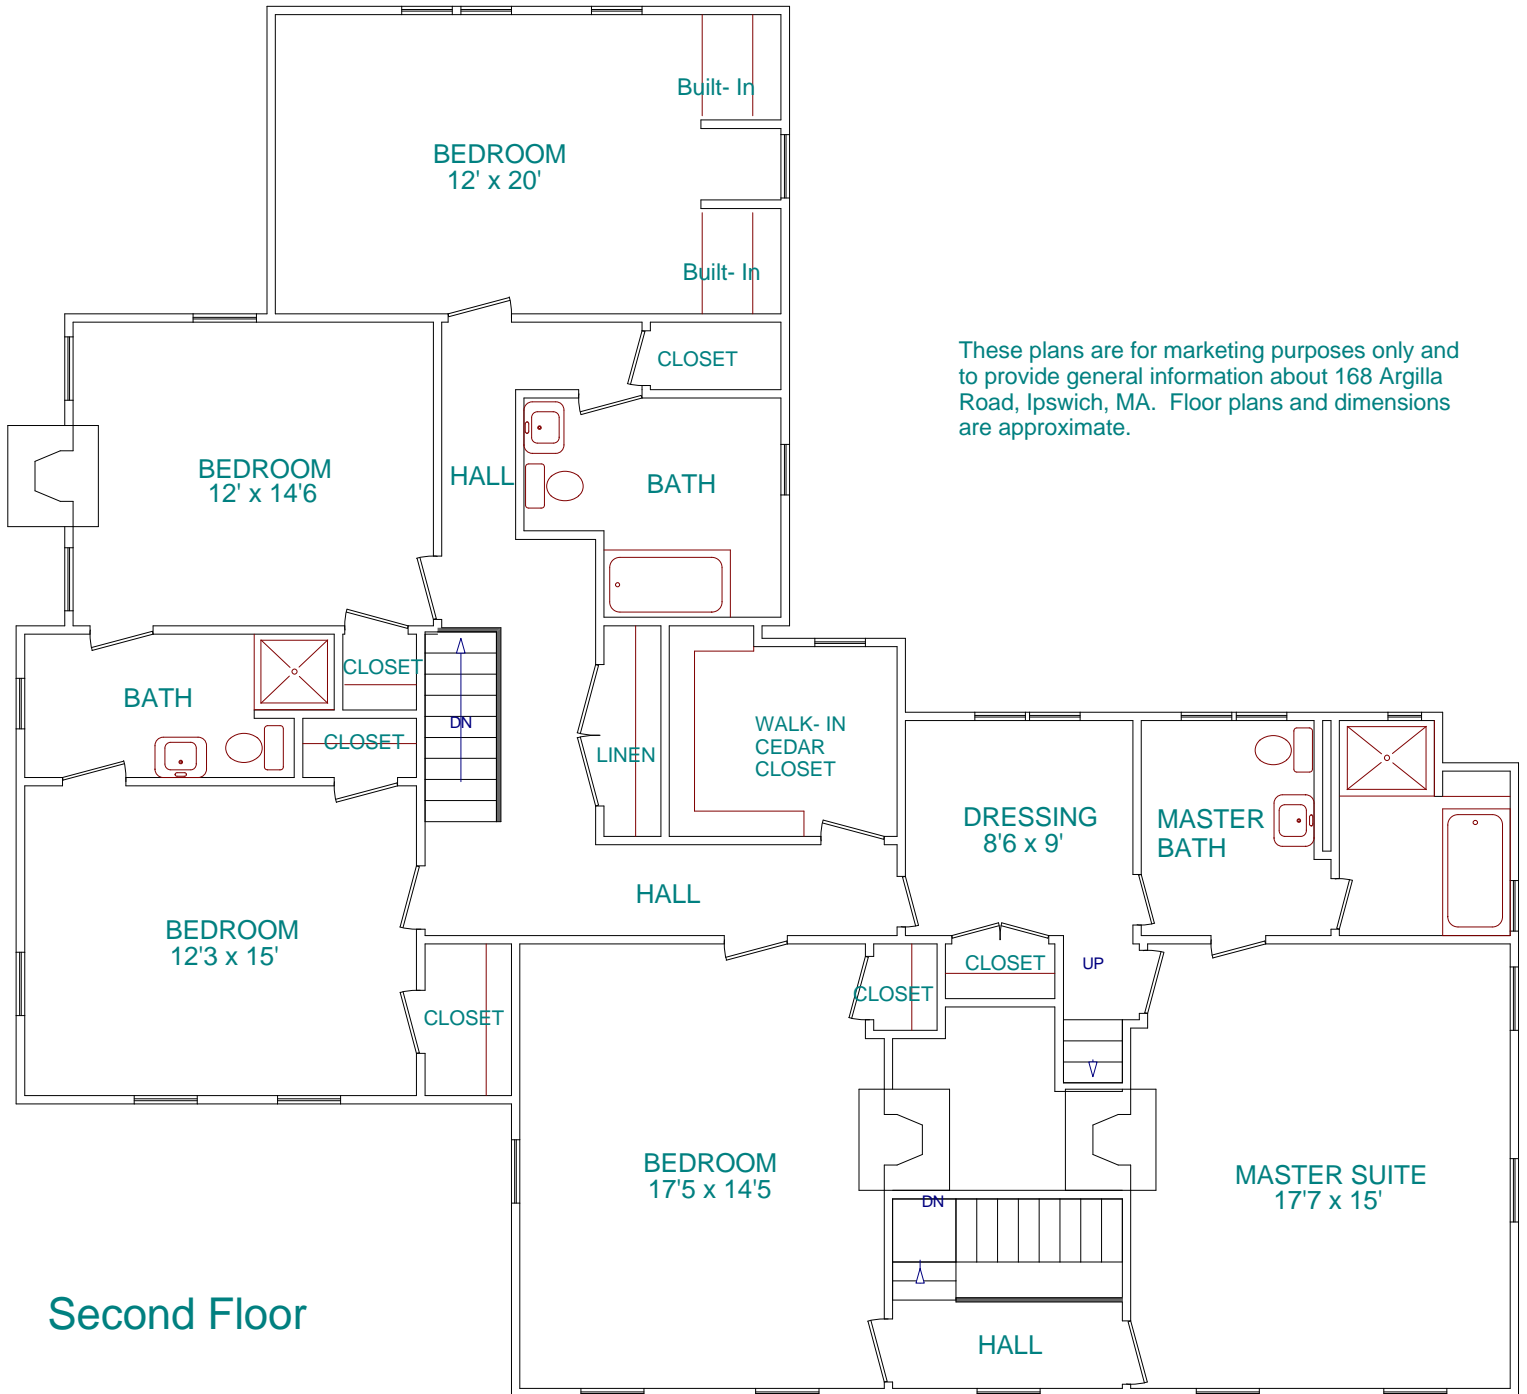 Built- In
BEDROOM
12' x 20'
Built- In
CLOSET
These plans are for marketing purposes only and
to provide general information about 168 Argilla
Road, Ipswich, MA.  Floor plans and dimensions
are approximate.
BEDROOM
12' x 14'6
HALL
BATH
CLOSET
BATH
DN
CLOSET
LINEN
WALK- IN
CEDAR
CLOSET
DRESSING
8'6 x 9'
MASTER
BATH
HALL
BEDROOM
12'3 x 15'
CLOSET
UP
CLOSET
CLOSET
BEDROOM
17'5 x 14'5
MASTER SUITE
17'7 x 15'
DN
Second Floor
HALL